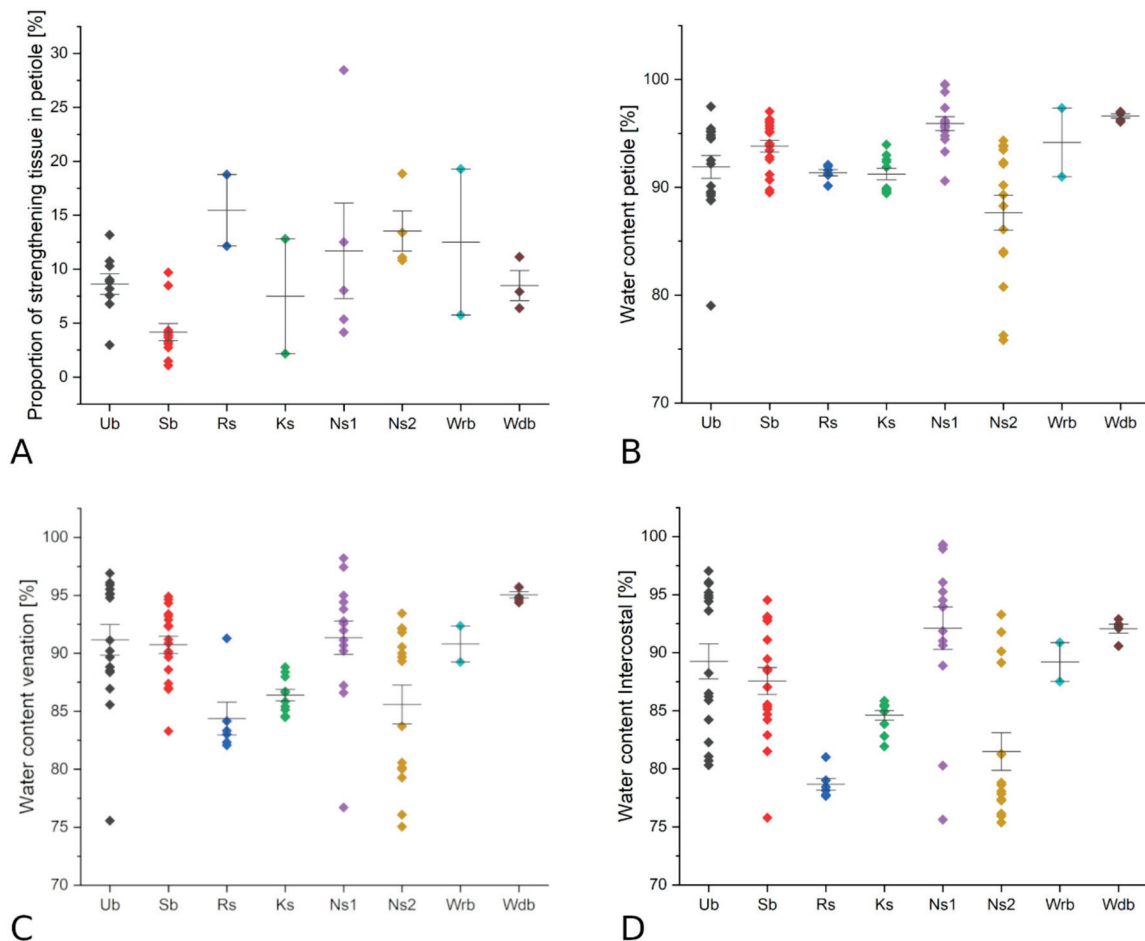 Proportion of strengthening tissue in petiole [%]
30
25
20
15
10
5
0
Ub Sb Rs Ks Ns1 Ns2 Wrb Wdb
A
Water content petiole [%]
100
90
80
70
Ub Sb Rs Ks Ns1 Ns2 Wrb Wdb
B
Water content venation [%]
100
95
90
85
80
75
70
Ub Sb Rs Ks Ns1 Ns2 Wrb Wdb
C
Water content Intercostal [%]
100
95
90
85
80
75
70
Ub Sb Rs Ks Ns1 Ns2 Wrb Wdb
D